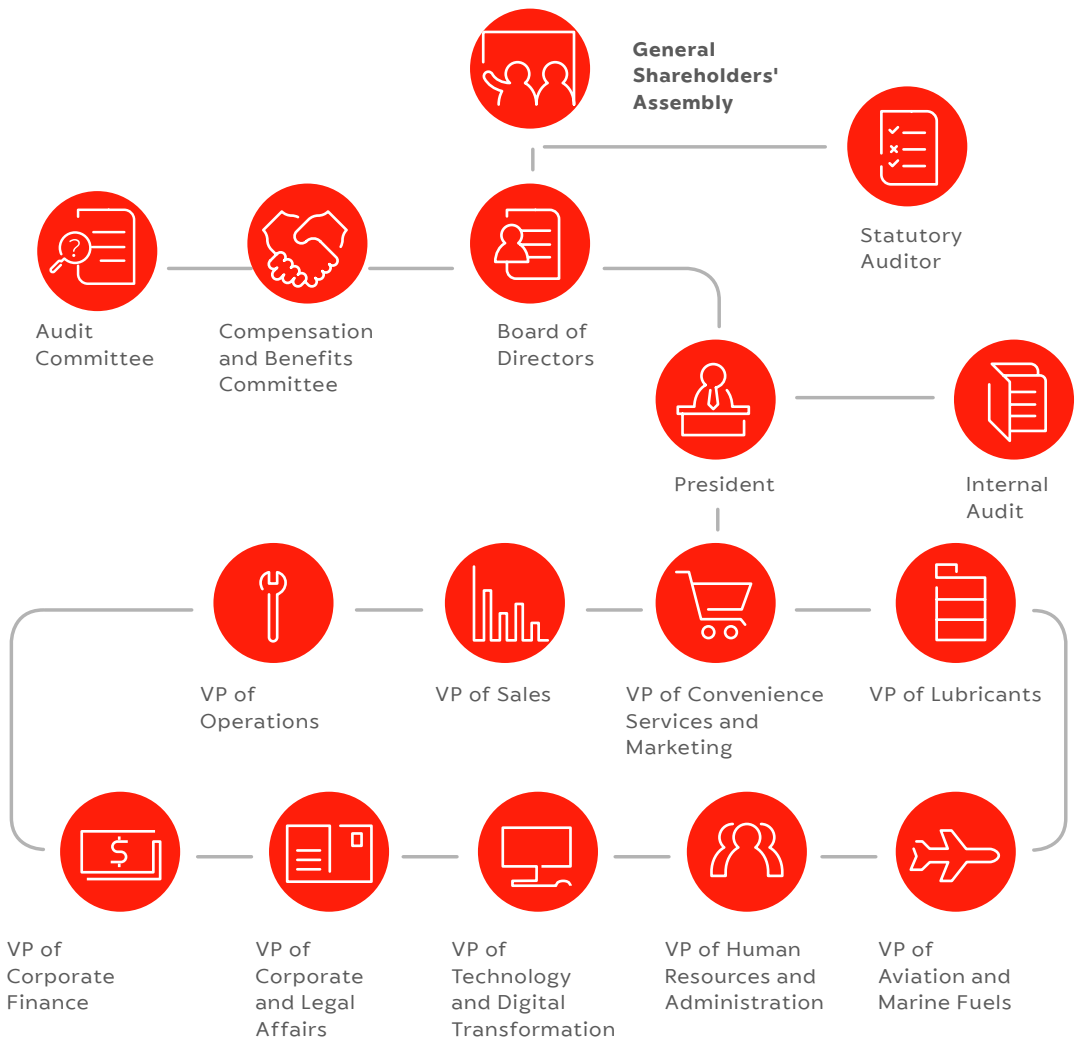 General
Shareholders'
Assembly
Statutory
Auditor
Audit
Committee
Compensation
and Benefits
Committee
Board of
Directors
President
Internal
Audit
VP of
Operations
VP of Sales
VP of Convenience
Services and
Marketing
VP of Lubricants
VP of
Corporate
Finance
VP of
Corporate
and Legal
Affairs
VP of
Technology
and Digital
Transformation
VP of Human
Resources and
Administration
VP of
Aviation and
Marine Fuels